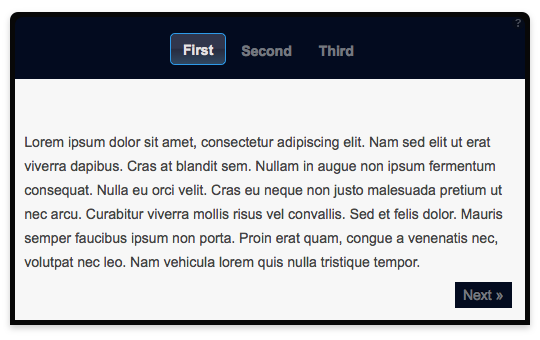 ?
First Second Third
Lorem ipsum dolor sit amet, consectetur adipiscing elit. Nam sed elit ut erat
viverra dapibus. Cras at blandit sem. Nullam in augue non ipsum fermentum
consequat. Nulla eu orci velit. Cras eu neque non justo malesuada pretium ut
nec arcu. Curabitur viverra mollis risus vel convallis. Sed et felis dolor. Mauris
semper faucibus ipsum non porta. Proin erat quam, congue a venenatis nec,
volutpat nec leo. Nam vehicula lorem quis nulla tristique tempor.
Next »